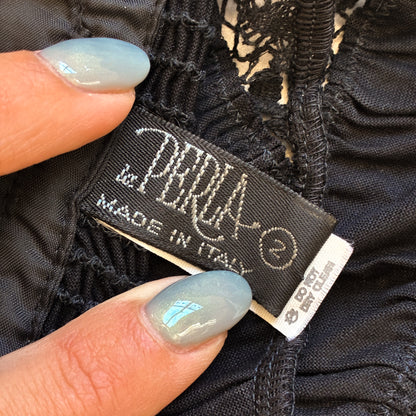 la PERLA
MADE IN ITALY
2
DO NOT
DRY CLEAN